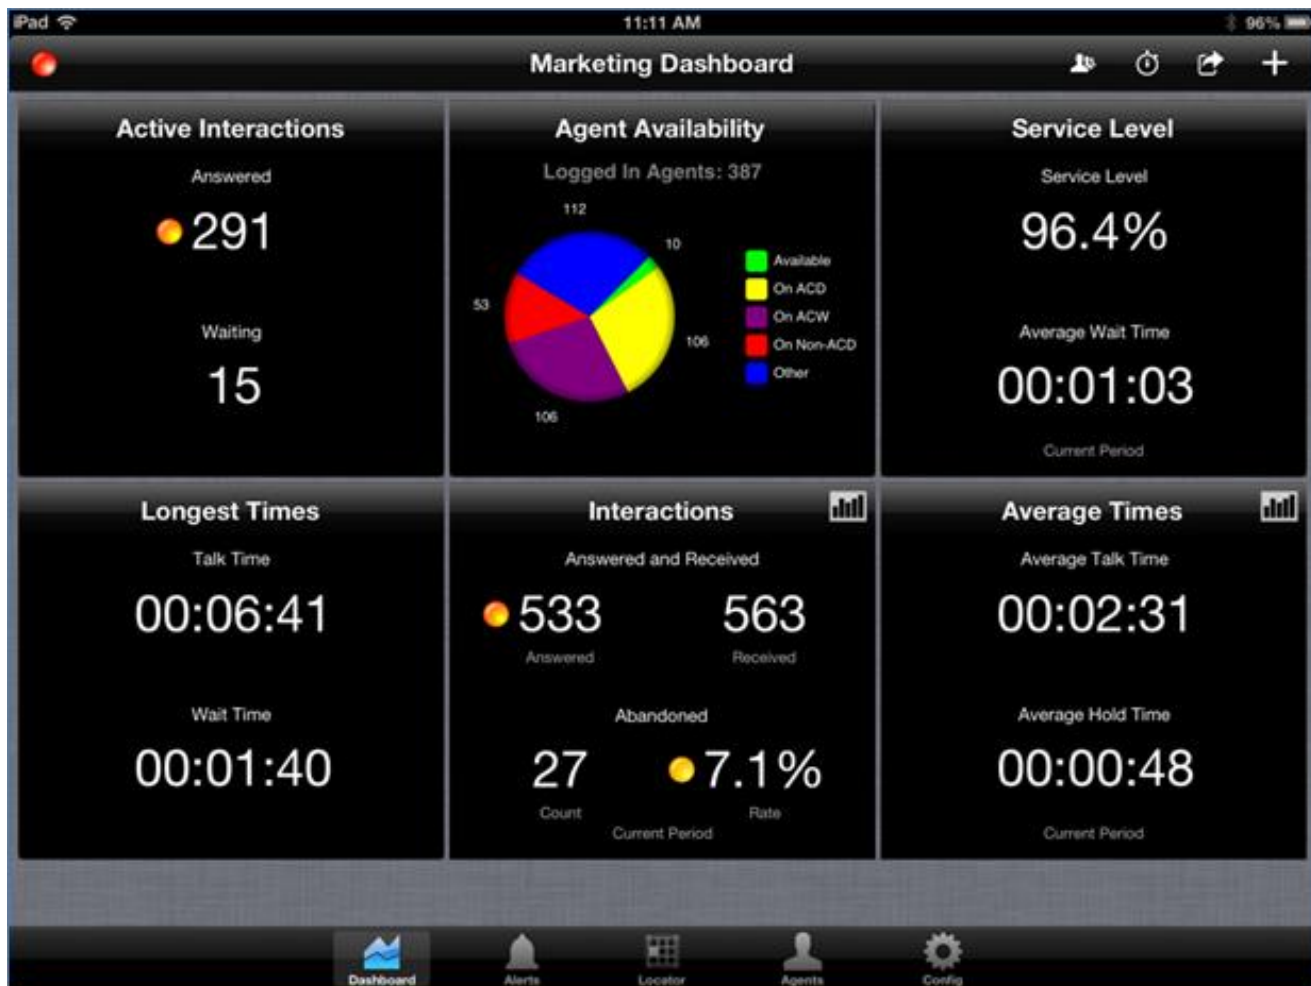 iPad 11:11 AM 96%
Marketing Dashboard
Active Interactions
Answered
291
Waiting
15
Agent Availability
Logged In Agents: 387
112
10
53
106
106
Available
On ACD
On ACW
On Non-ACD
Other
Service Level
Service Level
96.4%
Average Wait Time
00:01:03
Current Period
Longest Times
Talk Time
00:06:41
Wait Time
00:01:40
Interactions
Answered and Received
533 563
Answered Received
Abandoned
27 7.1%
Count Rate
Current Period
Average Times
Average Talk Time
00:02:31
Average Hold Time
00:00:48
Current Period
Dashboard Alerts Locator Agents Config